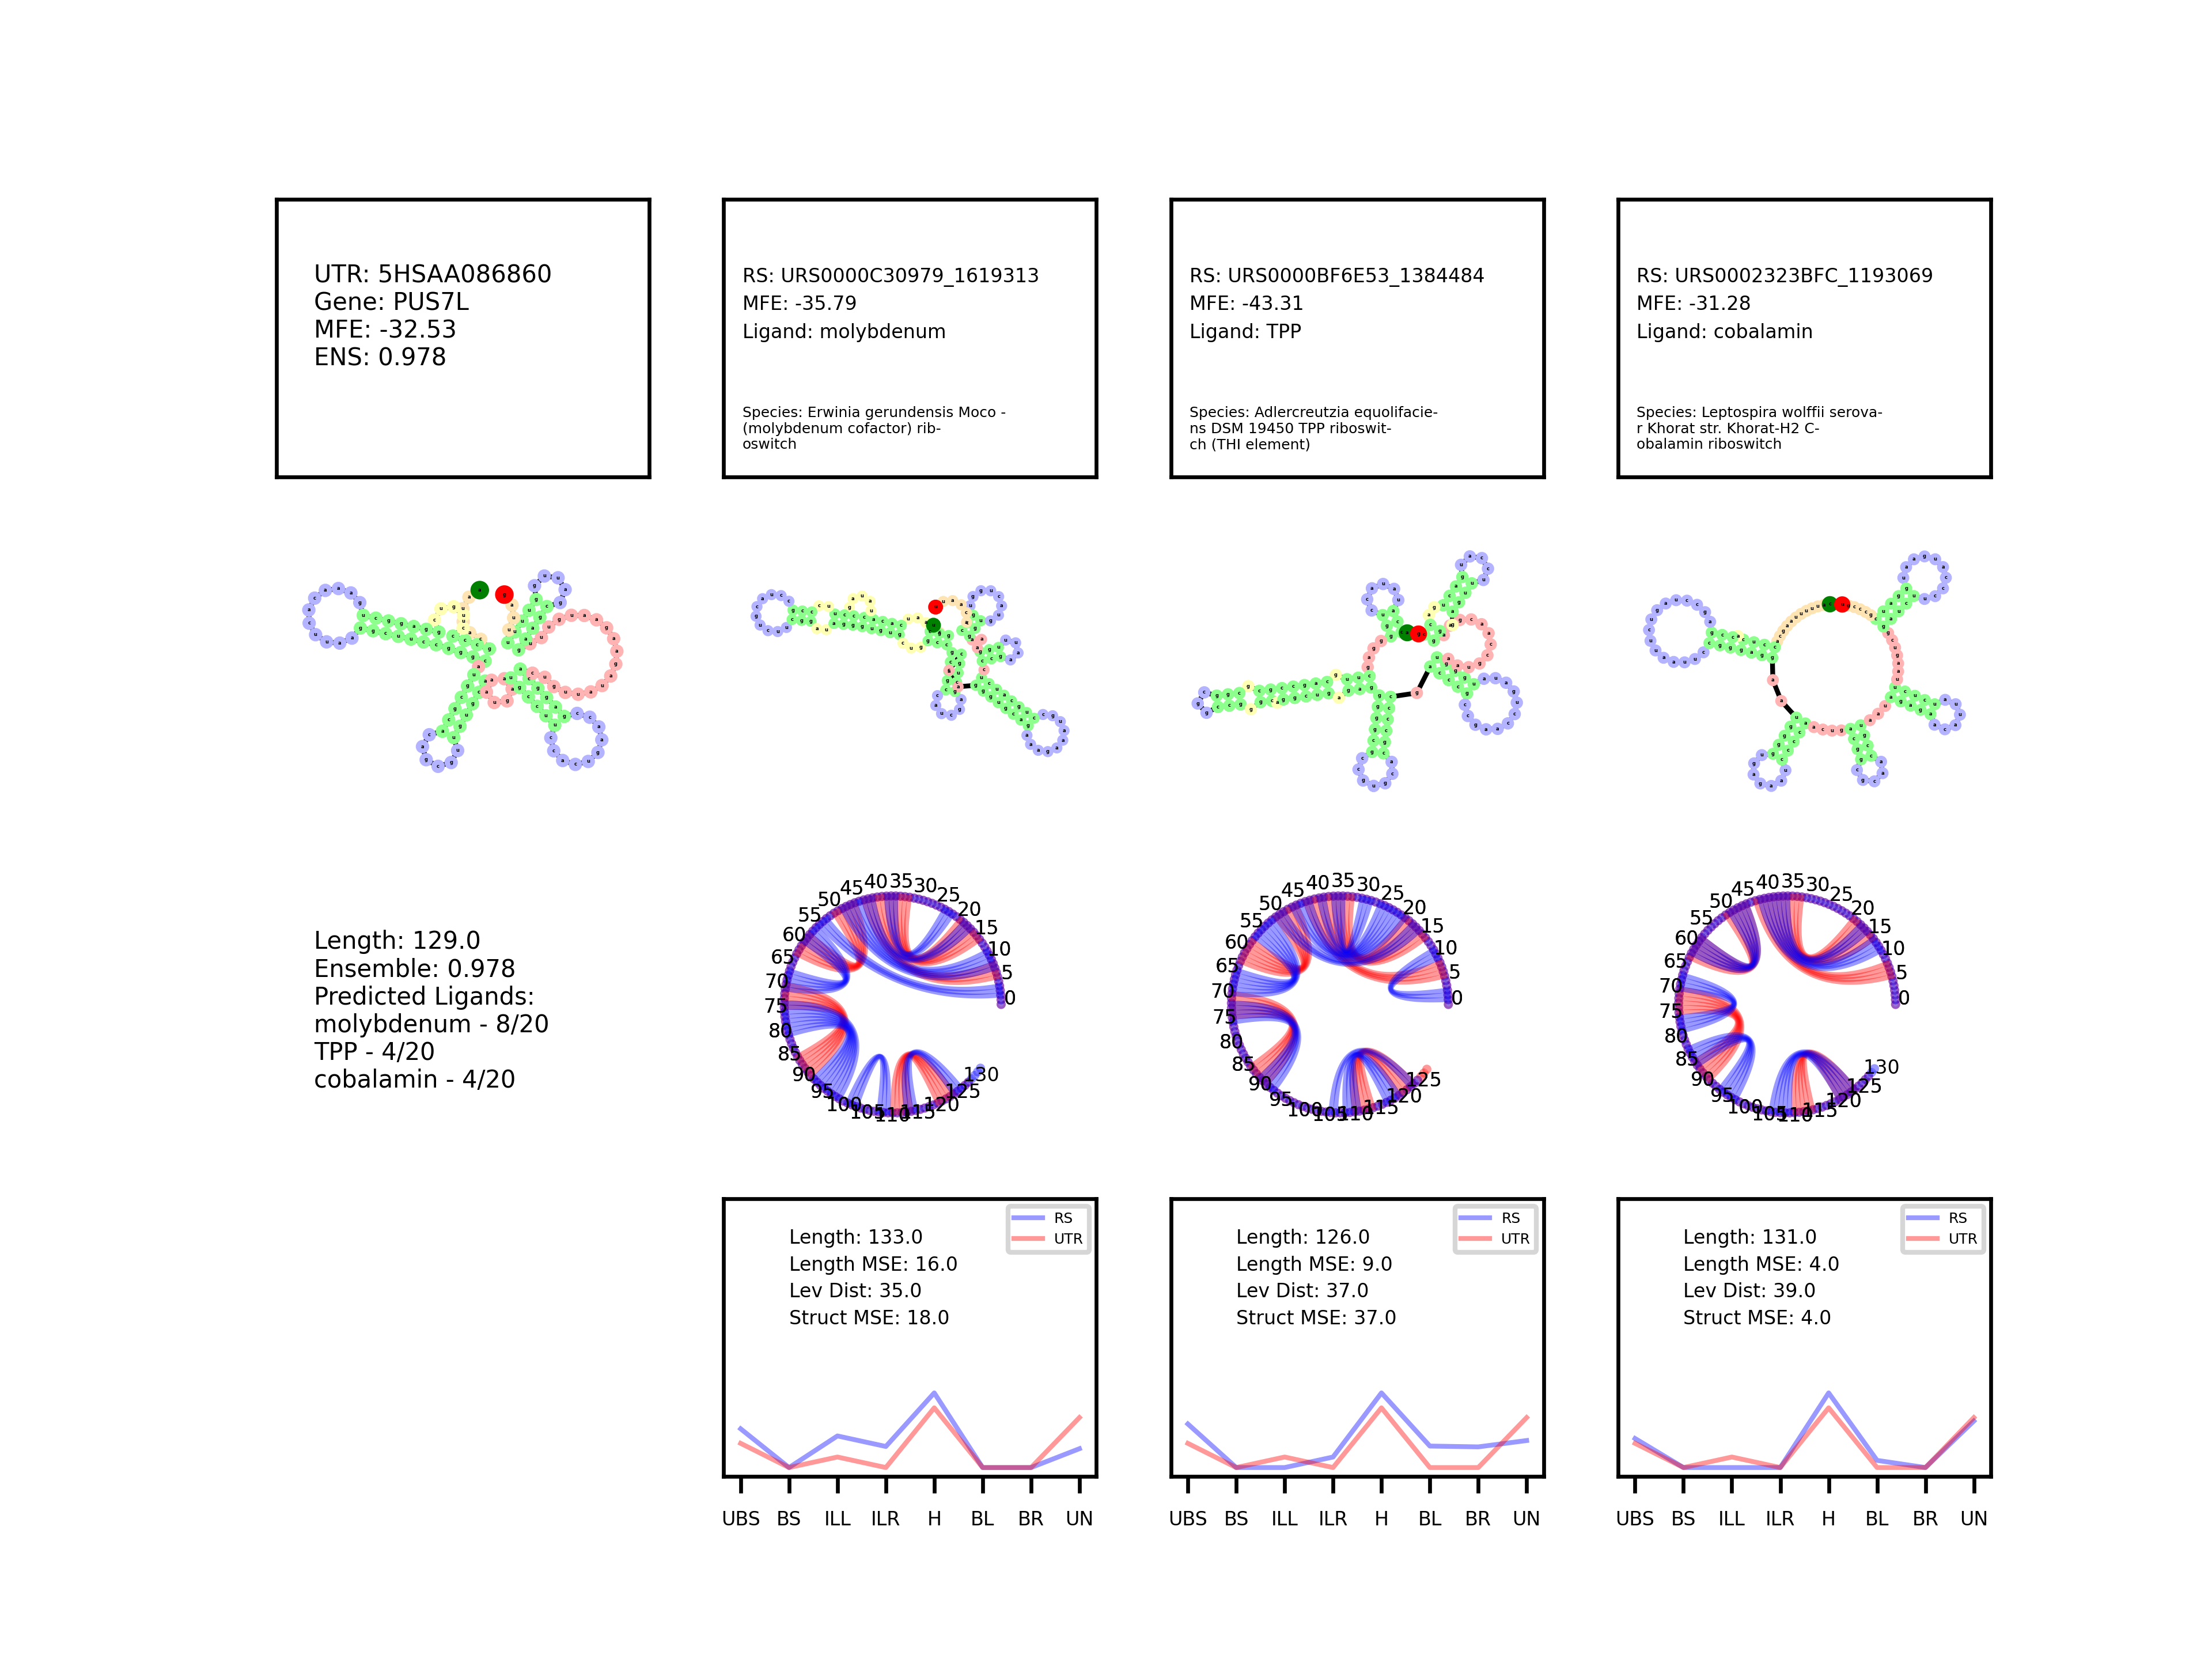 UTR: 5HSAA086860
Gene: PUS7L
MFE: -32.53
ENS: 0.978
RS: URS0000C30979_1619313
MFE: -35.79
Ligand: molybdenum
Species: Erwinia gerundensis Moco -
(molybdenum cofactor) rib-
oswitch
RS: URS0000BF6E53_1384484
MFE: -43.31
Ligand: TPP
Species: Adlercreutzia equolifacie-
ns DSM 19450 TPP riboswit-
ch (THI element)
RS: URS0002323BFC_1193069
MFE: -31.28
Ligand: cobalamin
Species: Leptospira wolffii serova-
r Khorat str. Khorat-H2 C-
obalamin riboswitch
Length: 129.0
Ensemble: 0.978
Predicted Ligands:
molybdenum - 8/20
TPP - 4/20
cobalamin - 4/20
0 5 10 15 20 25 30 35 40 45 50 55 60 65 70 75 80 85 90 95 100 105 110 115 120 125 130
0 5 10 15 20 25 30 35 40 45 50 55 60 65 70 75 80 85 90 95 100 105 110 115 120 125
0 5 10 15 20 25 30 35 40 45 50 55 60 65 70 75 80 85 90 95 100 105 110 115 120 125 130
RS
UTR
Length: 133.0
Length MSE: 16.0
Lev Dist: 35.0
Struct MSE: 18.0
UBS BS ILL ILR H BL BR UN
RS
UTR
Length: 126.0
Length MSE: 9.0
Lev Dist: 37.0
Struct MSE: 37.0
UBS BS ILL ILR H BL BR UN
RS
UTR
Length: 131.0
Length MSE: 4.0
Lev Dist: 39.0
Struct MSE: 4.0
UBS BS ILL ILR H BL BR UN